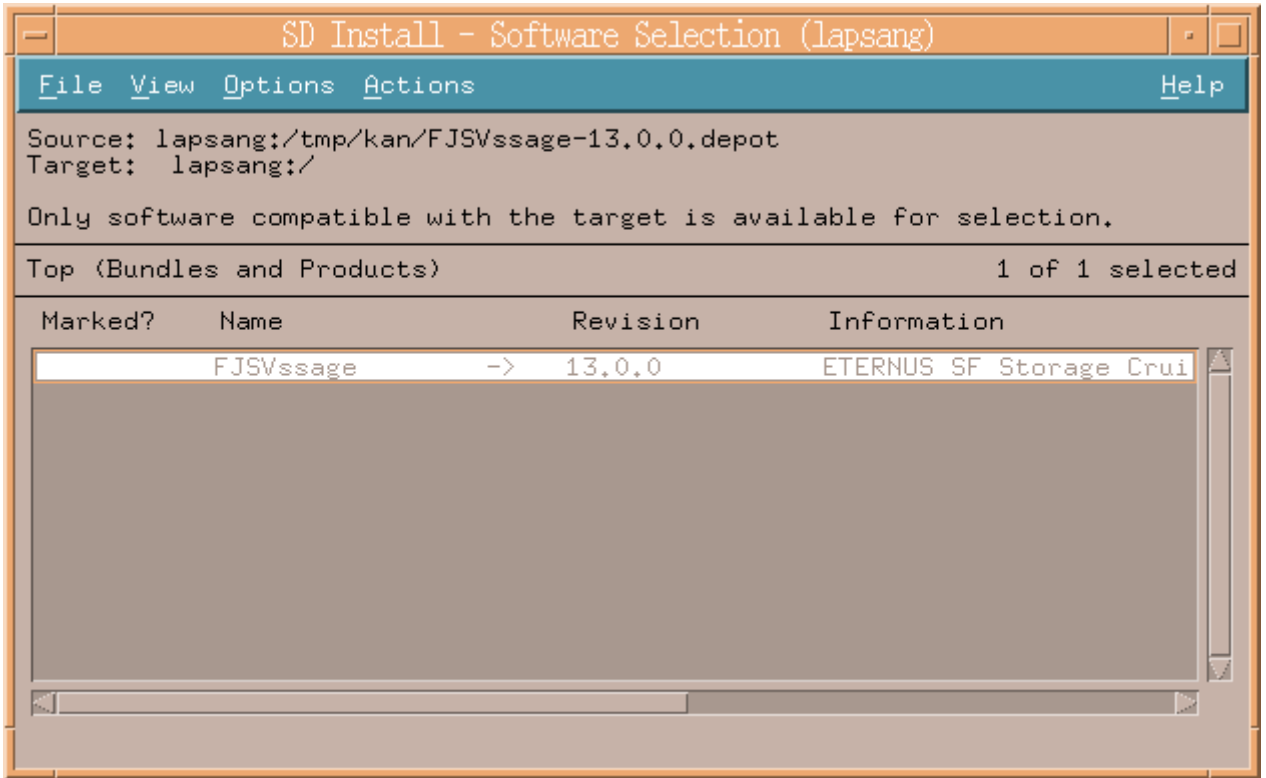 SD Install - Software Selection (lapsang)
File View Options Actions Help
Source: lapsang:/tmp/kan/FJSVssage-13.0.0.depot
Target: lapsang:/
Only software compatible with the target is available for selection.
Top (Bundles and Products) 1 of 1 selected
Marked? Name Revision Information
FJSVssage -> 13.0.0 ETERNUS SF Storage Crui